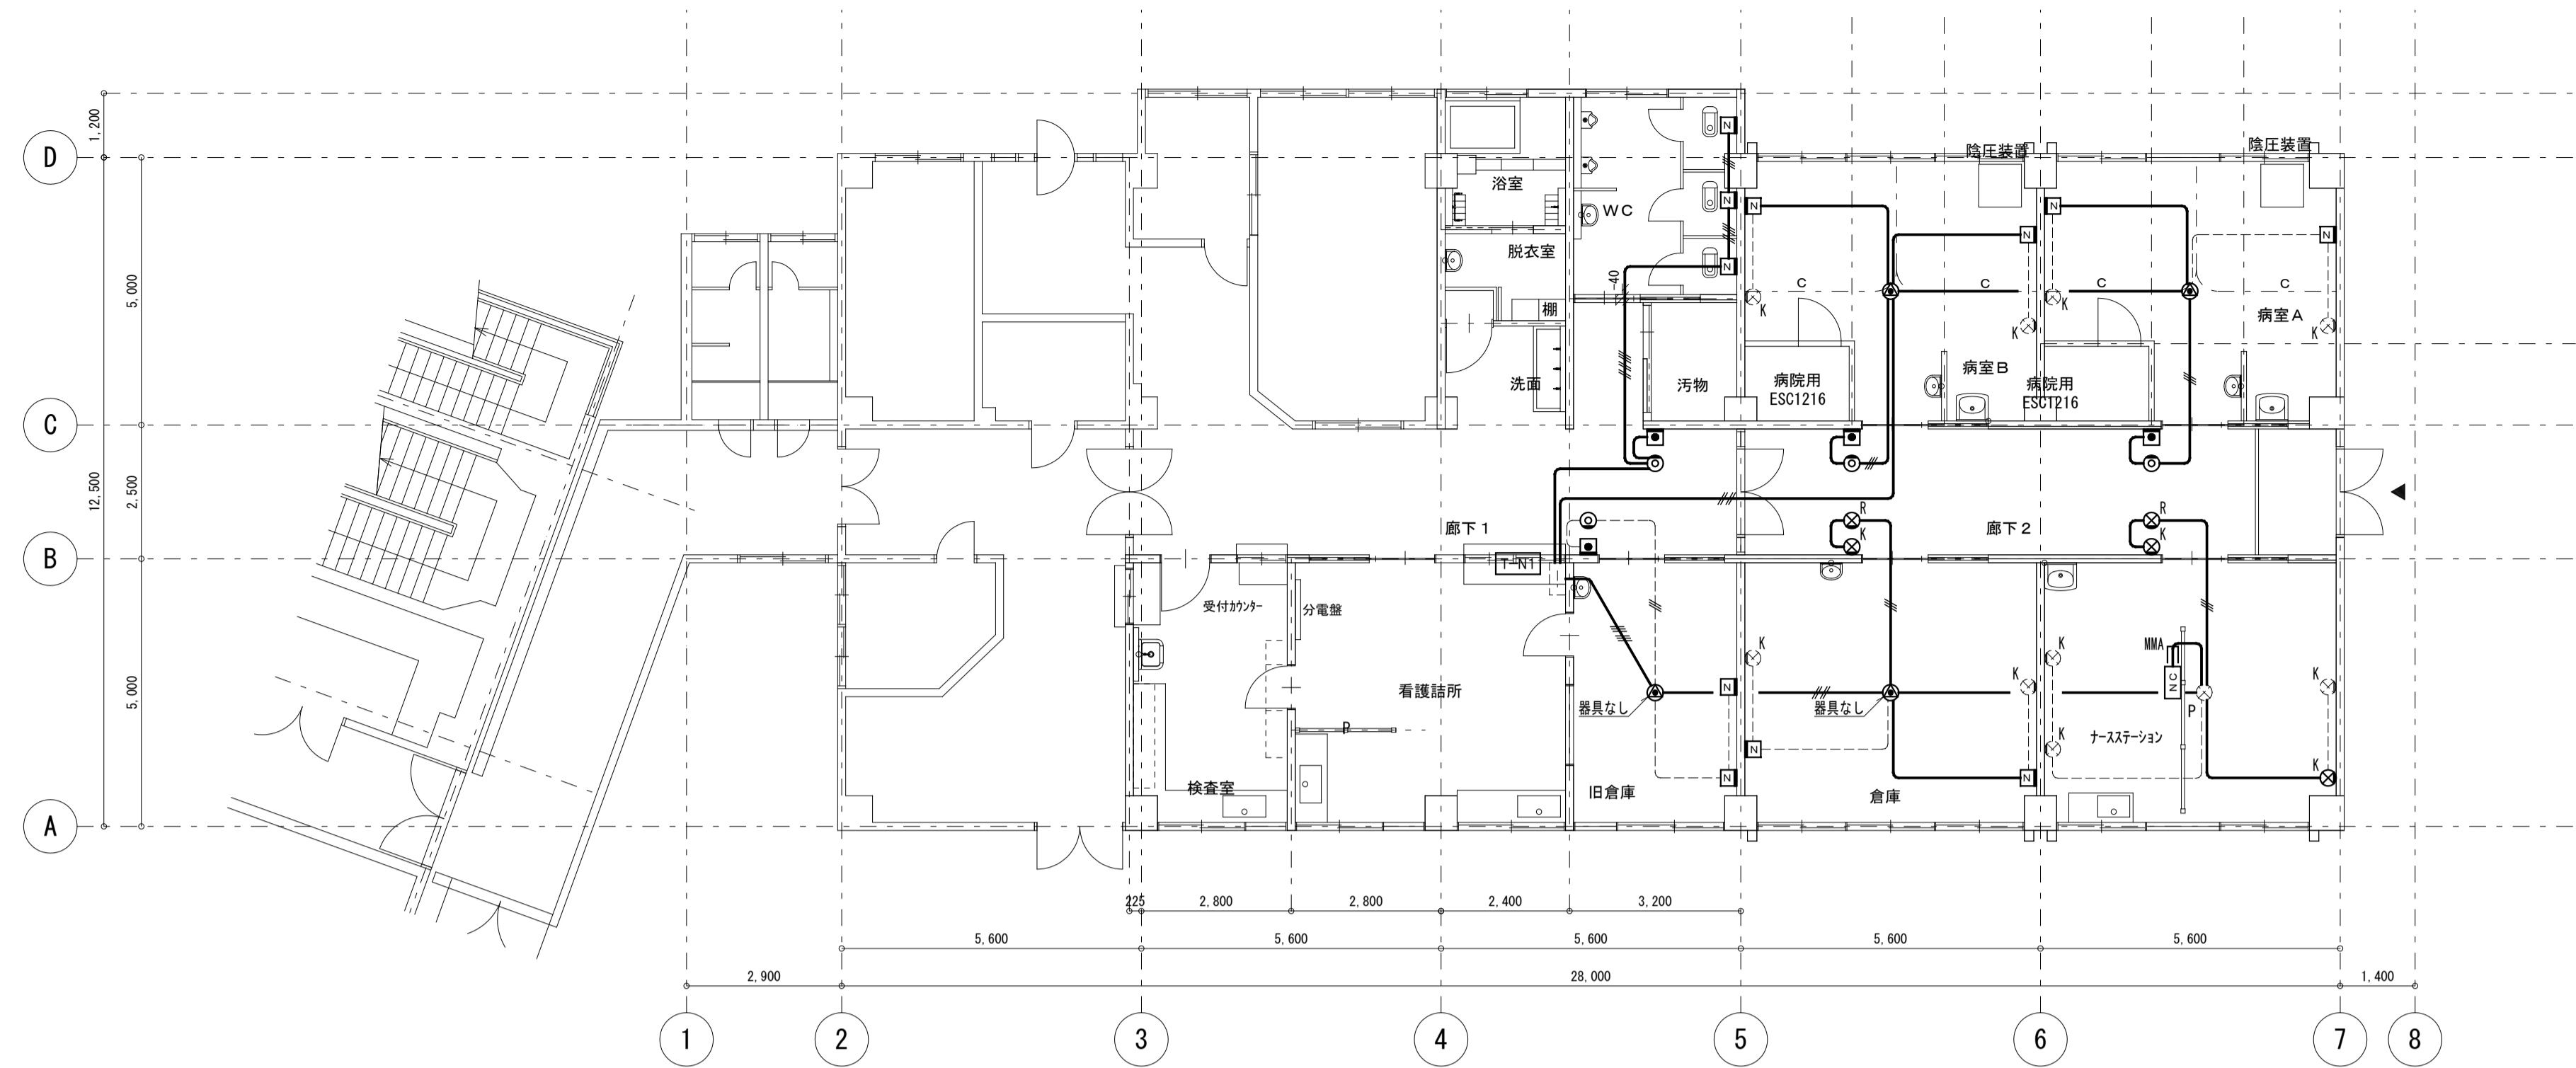 1,200
D
陰圧装置
陰圧装置
N
浴室
N
WC
N
N
N
N
脱衣室
N
5,000
-40
C
C
C
C
棚
K
K
病室A
K
K
病室B
洗面
汚物
病院用
ESC1216
病院用
ESC1216
C
12,500
2,500
R
R
廊下1
廊下2
K
K
B
T-N1
受付カウンター
分電盤
K
K
MMA
5,000
看護詰所
N
K
NC
K
器具なし
器具なし
P
P
K
N
ナースステーション
K
検査室
N
N
旧倉庫
倉庫
A
225
2,800
2,800
2,400
3,200
5,600
5,600
5,600
5,600
5,600
2,900
28,000
1,400
1
2
3
4
5
6
7
8